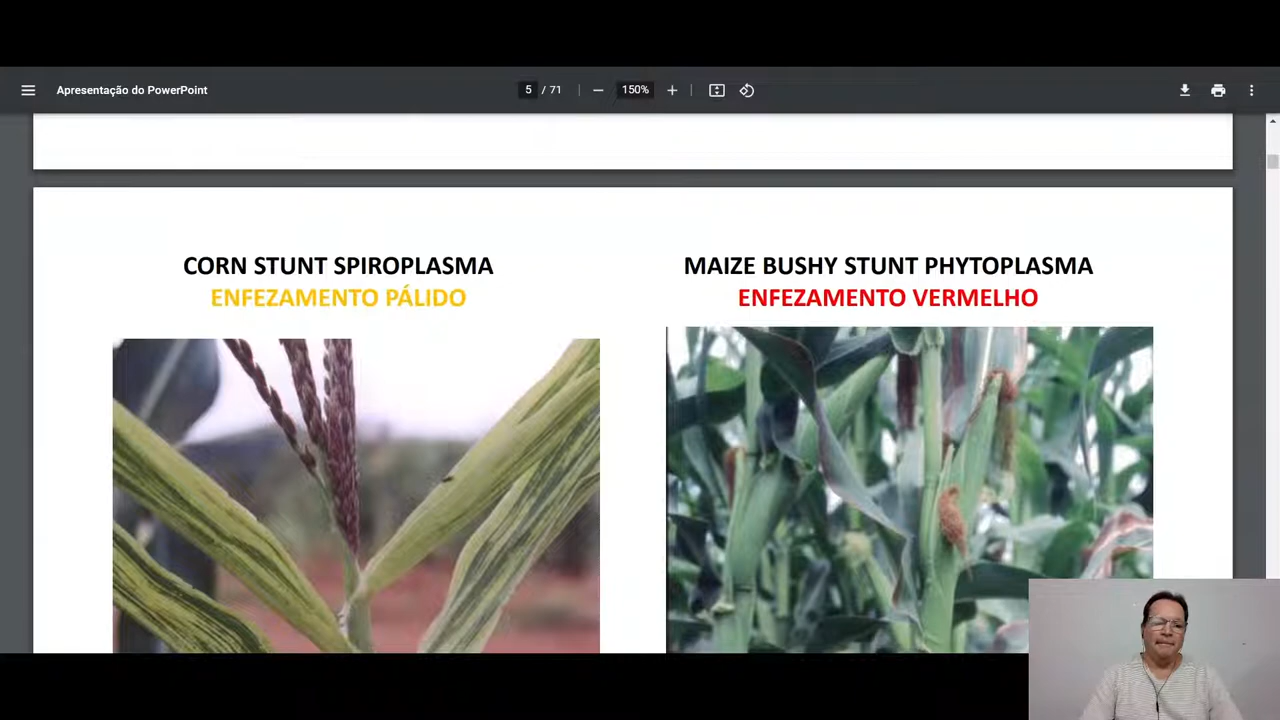 Apresentação do PowerPoint
5 / 71
150%
CORN STUNT SPIROPLASMA
ENFEZAMENTO PÁLIDO
MAIZE BUSHY STUNT PHYTOPLASMA
ENFEZAMENTO VERMELHO